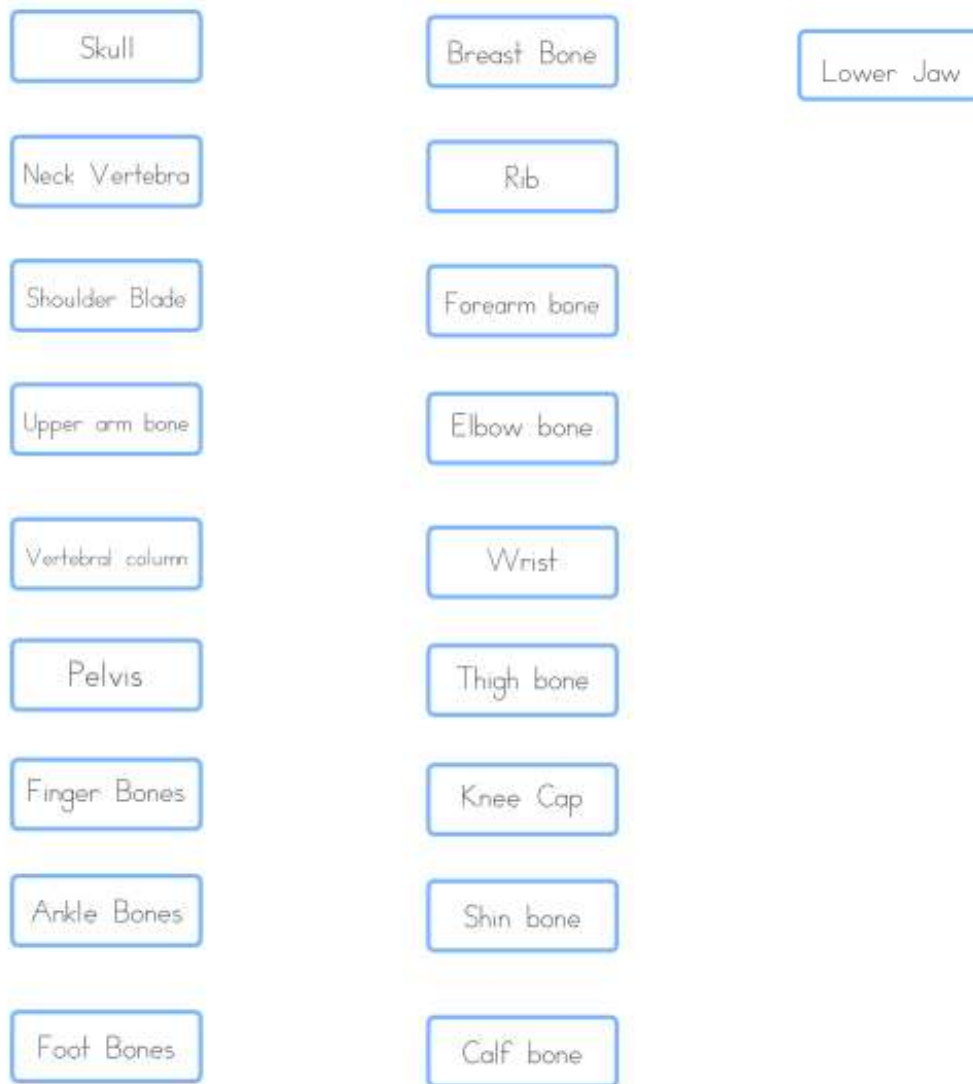 Skull
Neck Vertebra
Shoulder Blade
Upper arm bone
Vertebral column
Pelvis
Finger Bones
Ankle Bones
Foot Bones
Breast Bone
Rib
Forearm bone
Elbow bone
Wrist
Thigh bone
Knee Cap
Shin bone
Calf bone
Lower Jaw